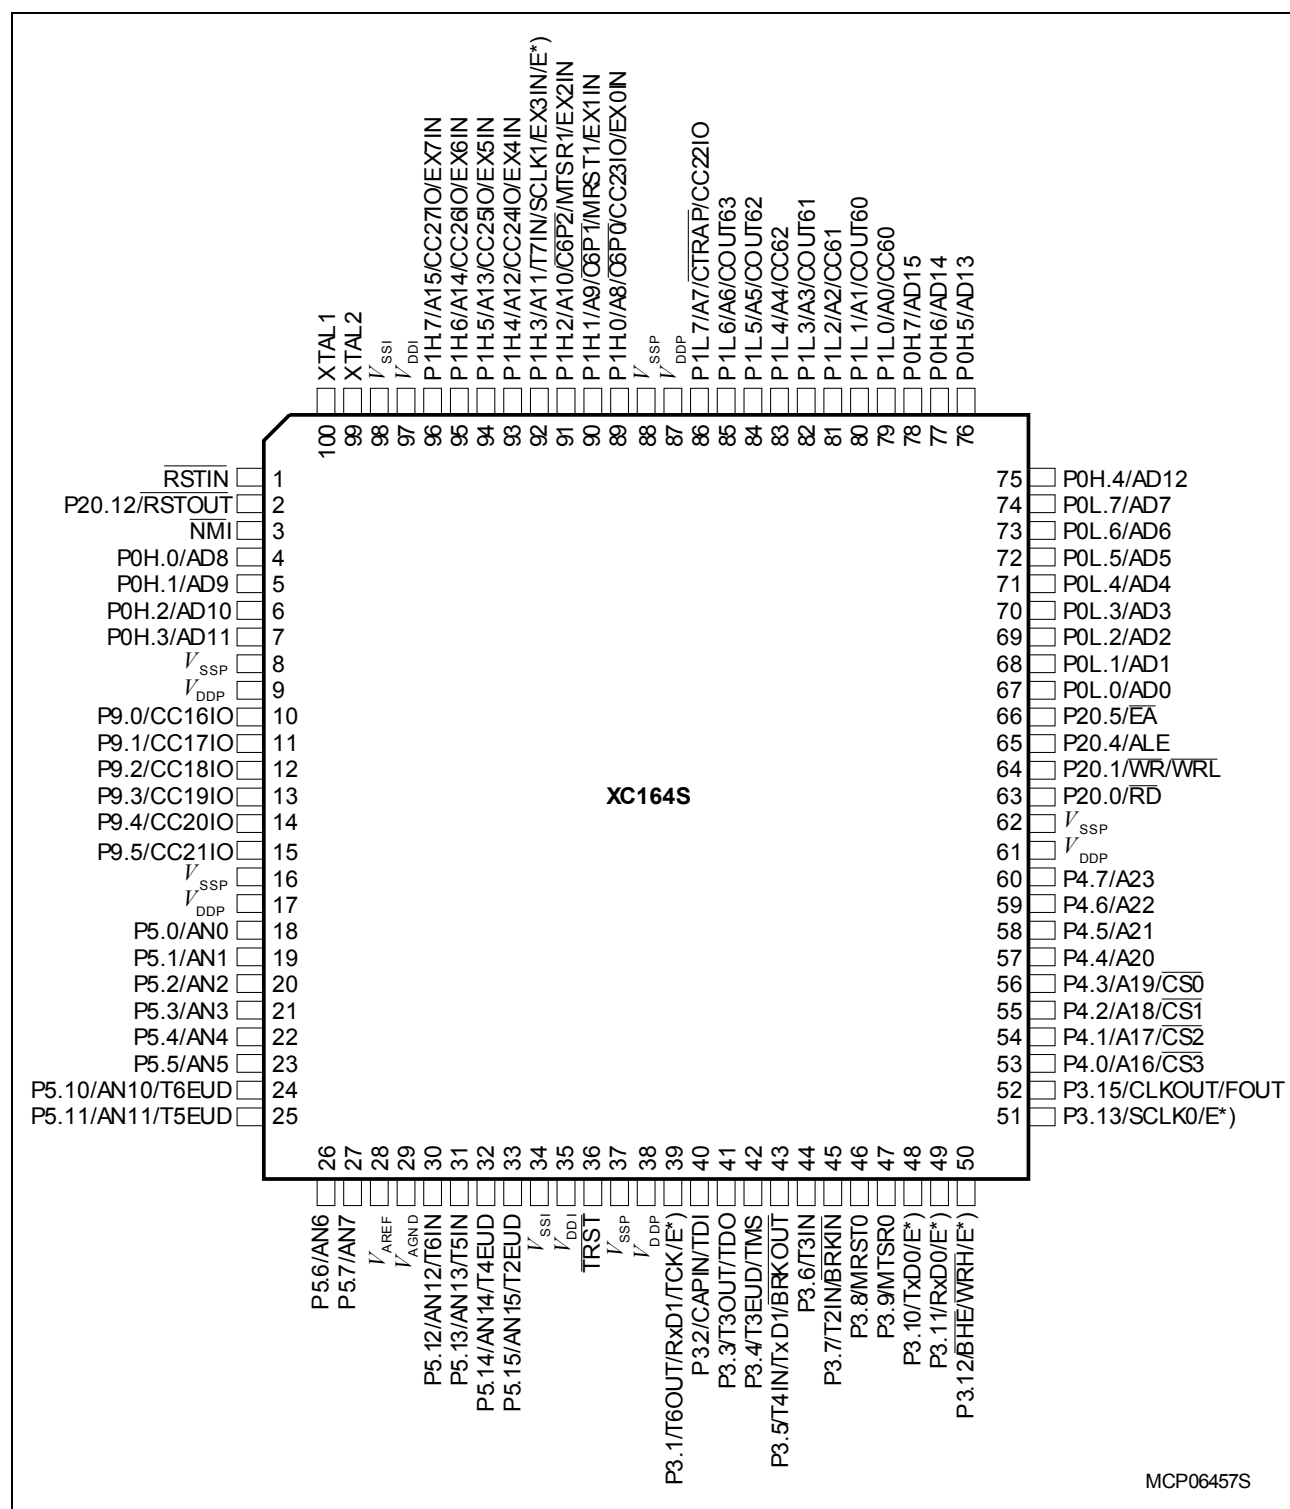 XTAL1
XTAL2
VSSI
VDDI
P1H.7/A15/CC27IO/EX7IN
P1H.6/A14/CC26IO/EX6IN
P1H.5/A13/CC25IO/EX5IN
P1H.4/A12/CC24IO/EX4IN
P1H.3/A11/T7IN/SCLK1/EX3IN/E*)
P1H.2/A10/C6P2/MTSR1/EX2IN
P1H.1/A9/C6P1/MRST1/EX1IN
P1H.0/A8/C6P0/CC23IO/EX0IN
VSSP
VDDP
P1L.7/A7/CTRAP/CC22IO
P1L.6/A6/COUT63
P1L.5/A5/COUT62
P1L.4/A4/CC62
P1L.3/A3/COUT61
P1L.2/A2/CC61
P1L.1/A1/COUT60
P1L.0/A0/CC60
P0H.7/AD15
P0H.6/AD14
P0H.5/AD13
100 99 98 97 96 95 94 93 92 91 90 89 88 87 86 85 84 83 82 81 80 79 78 77 76
RSTIN 1
P20.12/RSTOUT 2
NMI 3
P0H.0/AD8 4
P0H.1/AD9 5
P0H.2/AD10 6
P0H.3/AD11 7
VSSP 8
VDDP 9
P9.0/CC16IO 10
P9.1/CC17IO 11
P9.2/CC18IO 12
P9.3/CC19IO 13
P9.4/CC20IO 14
P9.5/CC21IO 15
VSSP 16
VDDP 17
P5.0/AN0 18
P5.1/AN1 19
P5.2/AN2 20
P5.3/AN3 21
P5.4/AN4 22
P5.5/AN5 23
P5.10/AN10/T6EUD 24
P5.11/AN11/T5EUD 25
XC164S
75 P0H.4/AD12
74 P0L.7/AD7
73 P0L.6/AD6
72 P0L.5/AD5
71 P0L.4/AD4
70 P0L.3/AD3
69 P0L.2/AD2
68 P0L.1/AD1
67 P0L.0/AD0
66 P20.5/EA
65 P20.4/ALE
64 P20.1/WR/WRL
63 P20.0/RD
62 VSSP
61 VDDP
60 P4.7/A23
59 P4.6/A22
58 P4.5/A21
57 P4.4/A20
56 P4.3/A19/CS0
55 P4.2/A18/CS1
54 P4.1/A17/CS2
53 P4.0/A16/CS3
52 P3.15/CLKOUT/FOUT
51 P3.13/SCLK0/E*)
26 27 28 29 30 31 32 33 34 35 36 37 38 39 40 41 42 43 44 45 46 47 48 49 50
P5.6/AN6
P5.7/AN7
VAREF
VAGND
P5.12/AN12/T6IN
P5.13/AN13/T5IN
P5.14/AN14/T4EUD
P5.15/AN15/T2EUD
VSSI
VDDI
TRST
VSSP
VDDP
P3.1/T6OUT/RxD1/TCK/E*)
P3.2/CAPIN/TDI
P3.3/T3OUT/TDO
P3.4/T3EUD/TMS
P3.5/T4IN/TxD1/BRKOUT
P3.6/T3IN
P3.7/T2IN/BRKIN
P3.8/MRST0
P3.9/MTSR0
P3.10/TxD0/E*)
P3.11/RxD0/E*)
P3.12/BHE/WRH/E*)
MCP06457S